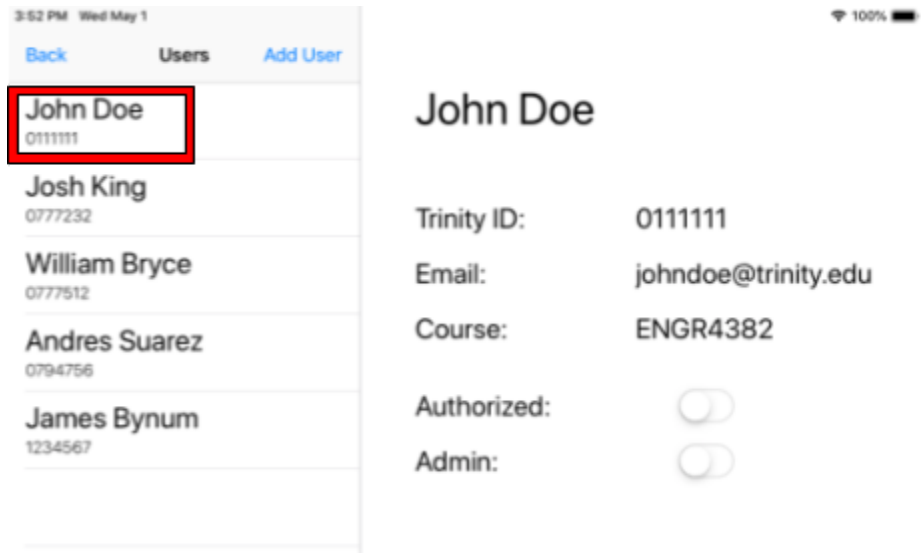 3:52 PM Wed May 1
100%
Back Users Add User
John Doe
0111111
Josh King
0777232
William Bryce
0777512
Andres Suarez
0794756
James Bynum
1234567
John Doe
Trinity ID: 0111111
Email: johndoe@trinity.edu
Course: ENGR4382
Authorized:
Admin: